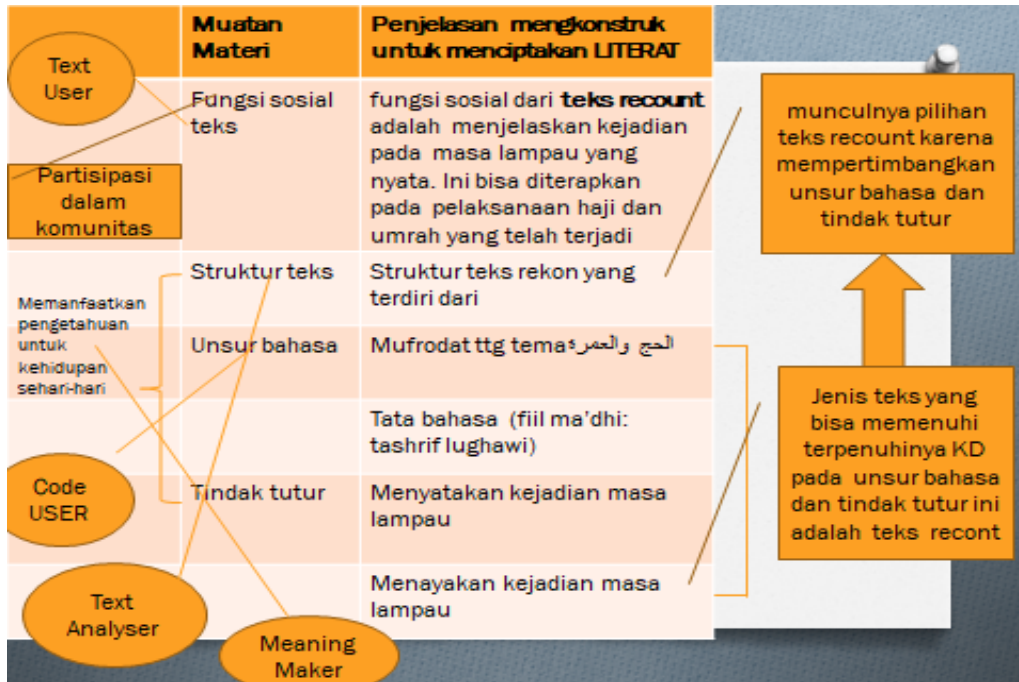 Muatan
Materi
Penjelasan mengkonstruk
untuk menciptakan LITERAT
Text
User
Fungsi sosial
teks
fungsi sosial dari teks recount
adalah menjelaskan kejadian
pada masa lampau yang
nyata. Ini bisa diterapkan
pada pelaksanaan haji dan
umrah yang telah terjadi
Partisipasi
dalam
komunitas
munculnya pilihan
teks recount karena
mempertimbangkan
unsur bahasa dan
tindak tutur
Struktur teks
Struktur teks rekon yang
terdiri dari
Memanfaatkan
pengetahuan
untuk
kehidupan
sehari-hari
Unsur bahasa
Mufrodat ttg tema الحج والعمرة
Tata bahasa (fiil ma'dhi:
tashrif lughawi)
Jenis teks yang
bisa memenuhi
terpenuhinya KD
pada unsur bahasa
dan tindak tutur ini
adalah teks recont
Code
USER
Tindak tutur
Menyatakan kejadian masa
lampau
Menayakan kejadian masa
lampau
Text
Analyser
Meaning
Maker